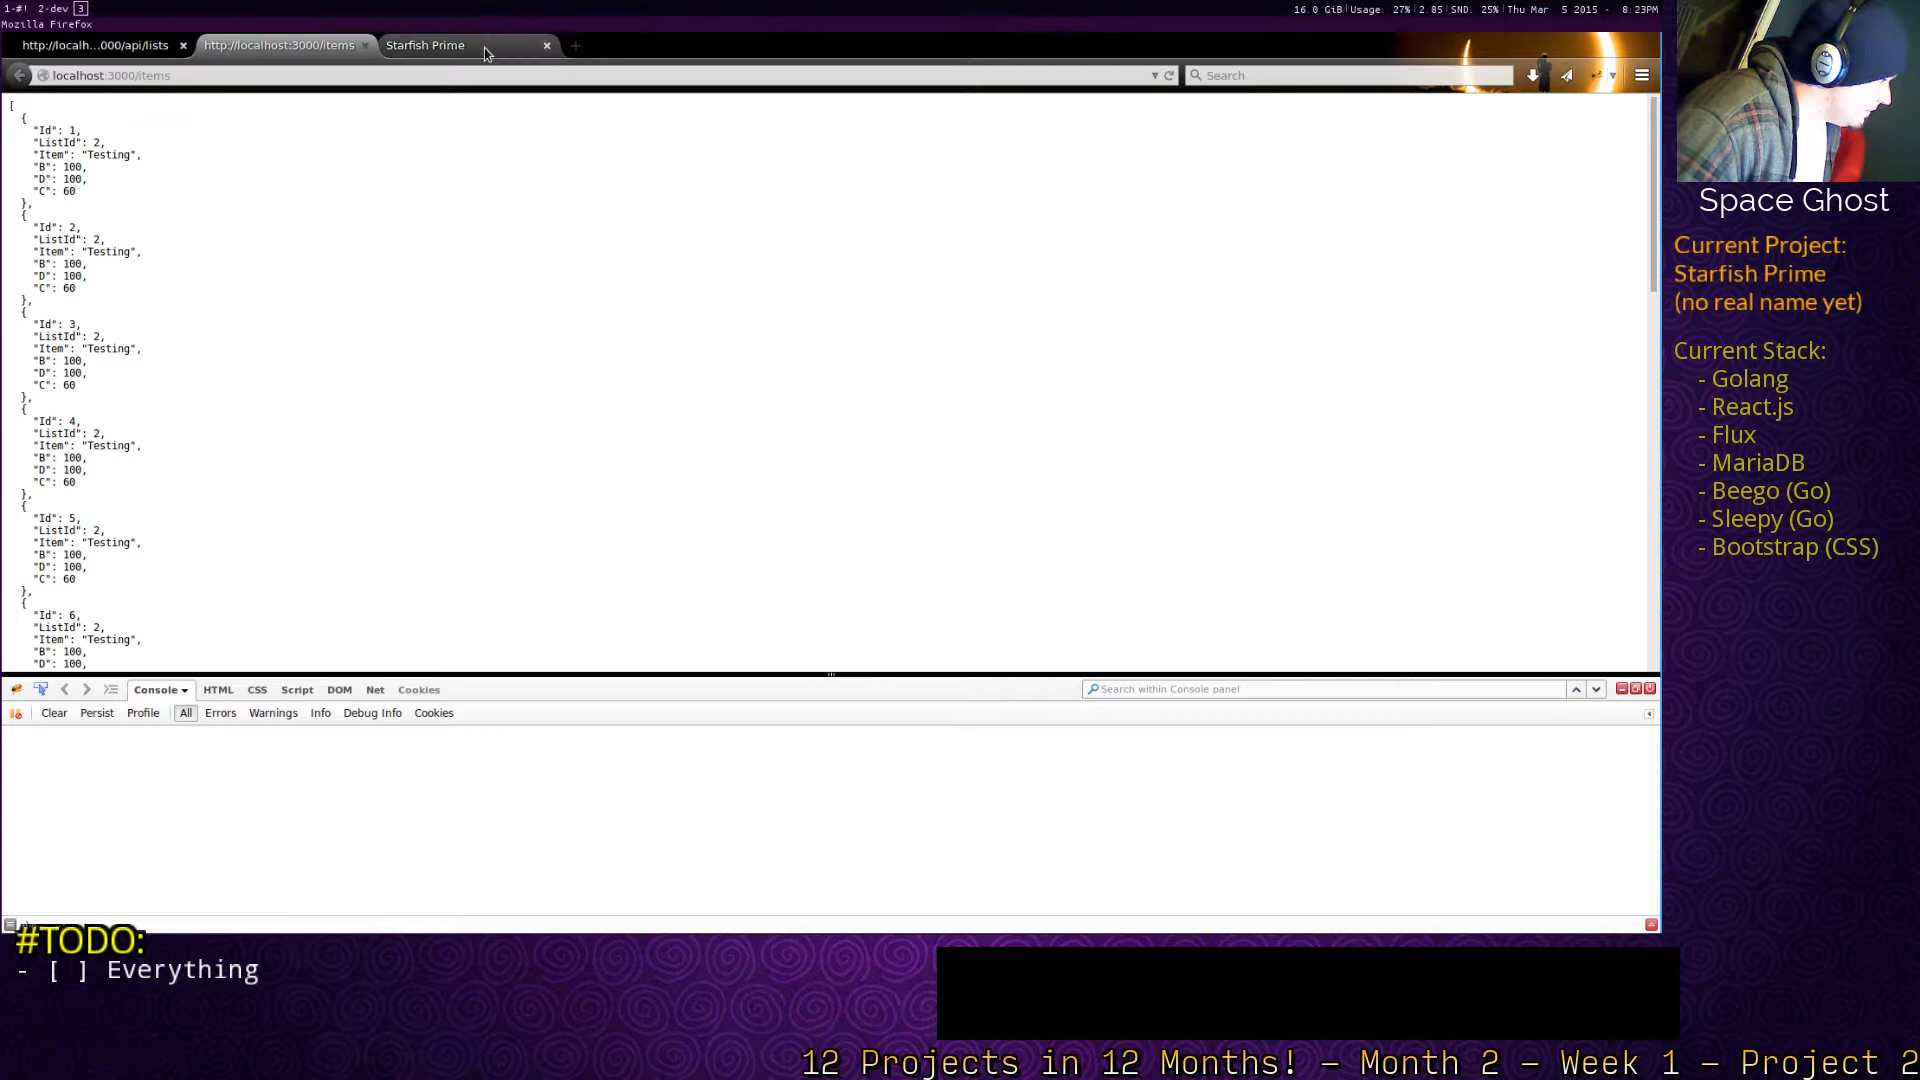 1-#! 2-dev 3
16.0 GiB|Usage: 27%|2.85|SND: 25%|Thu Mar 5 2015 - 8:23PM
Mozilla Firefox
http://localh...000/api/lists
http://localhost:3000/items
Starfish Prime
localhost:3000/items
Search
[
{
"Id": 1,
"ListId": 2,
"Item": "Testing",
"B": 100,
"D": 100,
"C": 60
},
{
"Id": 2,
"ListId": 2,
"Item": "Testing",
"B": 100,
"D": 100,
"C": 60
},
{
"Id": 3,
"ListId": 2,
"Item": "Testing",
"B": 100,
"D": 100,
"C": 60
},
{
"Id": 4,
"ListId": 2,
"Item": "Testing",
"B": 100,
"D": 100,
"C": 60
},
{
"Id": 5,
"ListId": 2,
"Item": "Testing",
"B": 100,
"D": 100,
"C": 60
},
{
"Id": 6,
"ListId": 2,
"Item": "Testing",
"B": 100,
"D": 100,
Console HTML CSS Script DOM Net Cookies
Search within Console panel
Clear Persist Profile All Errors Warnings Info Debug Info Cookies
Space Ghost
Current Project:
Starfish Prime
(no real name yet)
Current Stack:
- Golang
- React.js
- Flux
- MariaDB
- Beego (Go)
- Sleepy (Go)
- Bootstrap (CSS)
#TODO:
- [ ] Everything
12 Projects in 12 Months! – Month 2 – Week 1 – Project 2